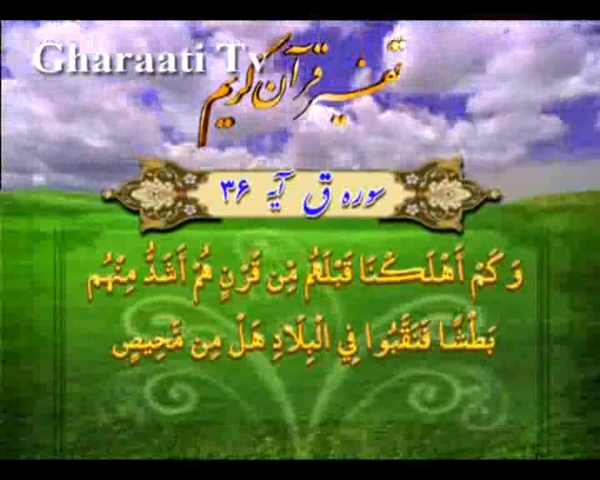 Gharaati Tv
تفسیر قرآن کریم
سوره ق آیه ۳۶
وَكَمْ أَهْلَكْنَا قَبْلَهُم مِّن قَرْنٍ هُمْ أَشَدُّ مِنْهُم
بَطْشًا فَنَقَّبُوا فِي الْبِلَادِ هَلْ مِن مَّحِيصٍ